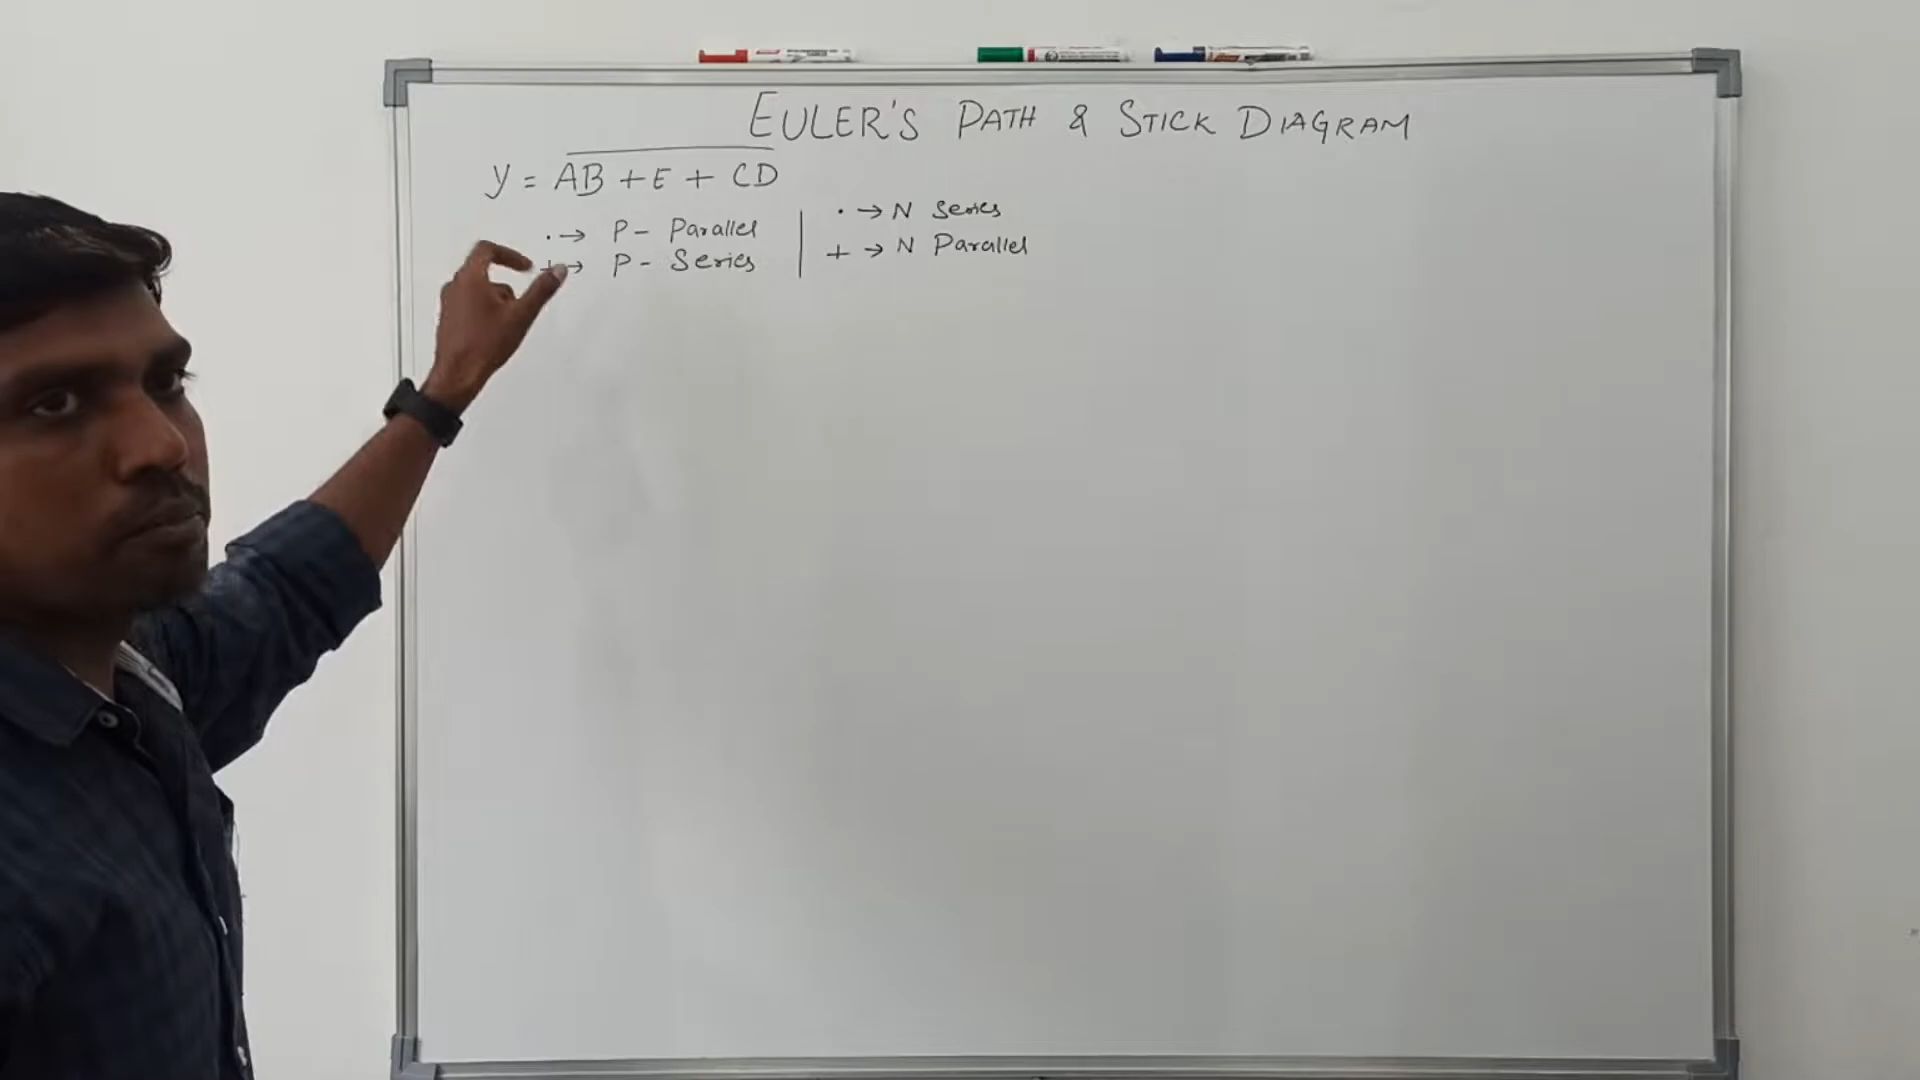 EULER'S PATH & STICK DIAGRAM
y = AB + E + CD
. → P - Parallel
+ → P - Series
. → N Series
+ → N Parallel